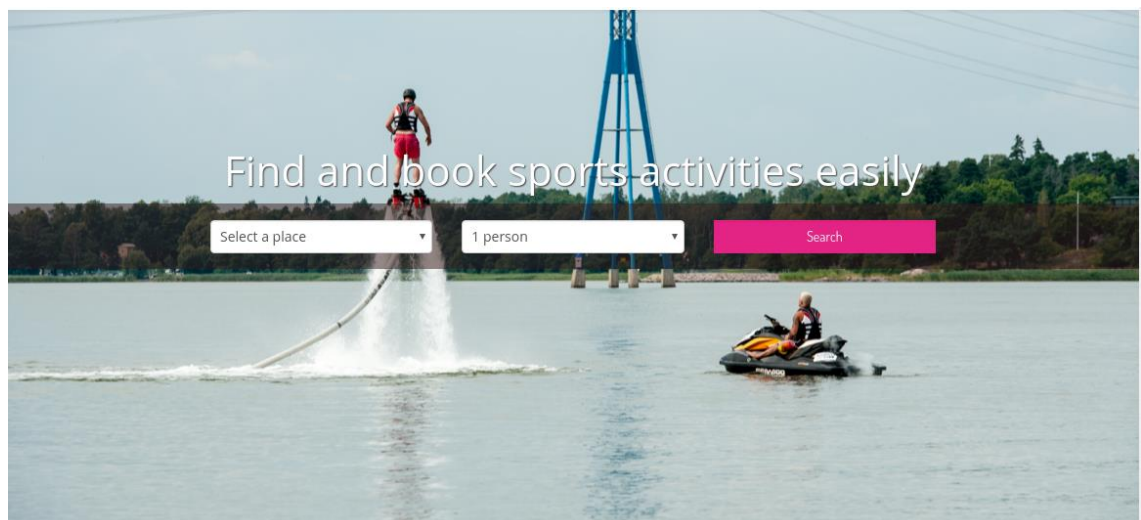 Find and book sports activities easily
Select a place
1 person
Search